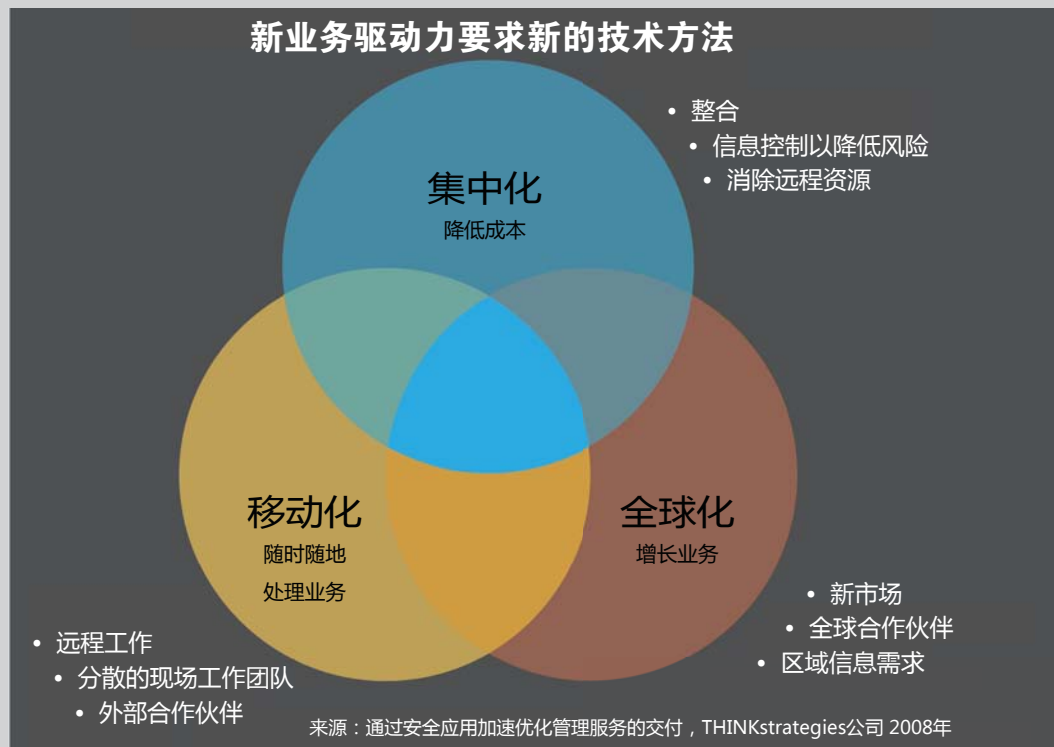 新业务驱动力要求新的技术方法
• 整合
• 信息控制以降低风险
• 消除远程资源
集中化
降低成本
移动化
随时随地
处理业务
全球化
增长业务
• 新市场
• 全球合作伙伴
• 区域信息需求
• 远程工作
• 分散的现场工作团队
• 外部合作伙伴
来源：通过安全应用加速优化管理服务的交付，THINKstrategies公司 2008年